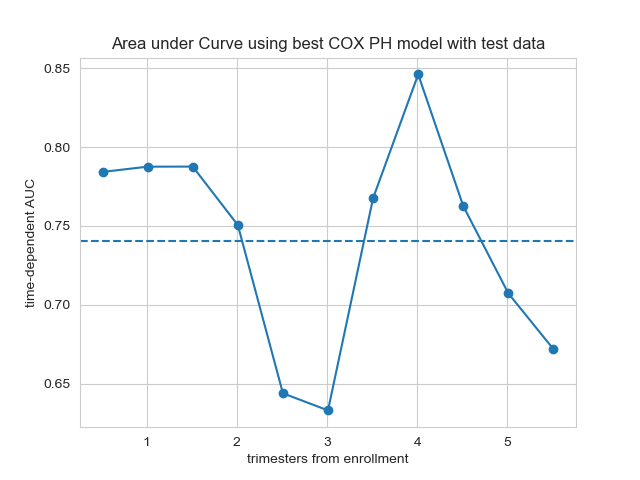 Area under Curve using best COX PH model with test data
0.85
0.80
0.75
0.70
0.65
time-dependent AUC
1 2 3 4 5
trimesters from enrollment